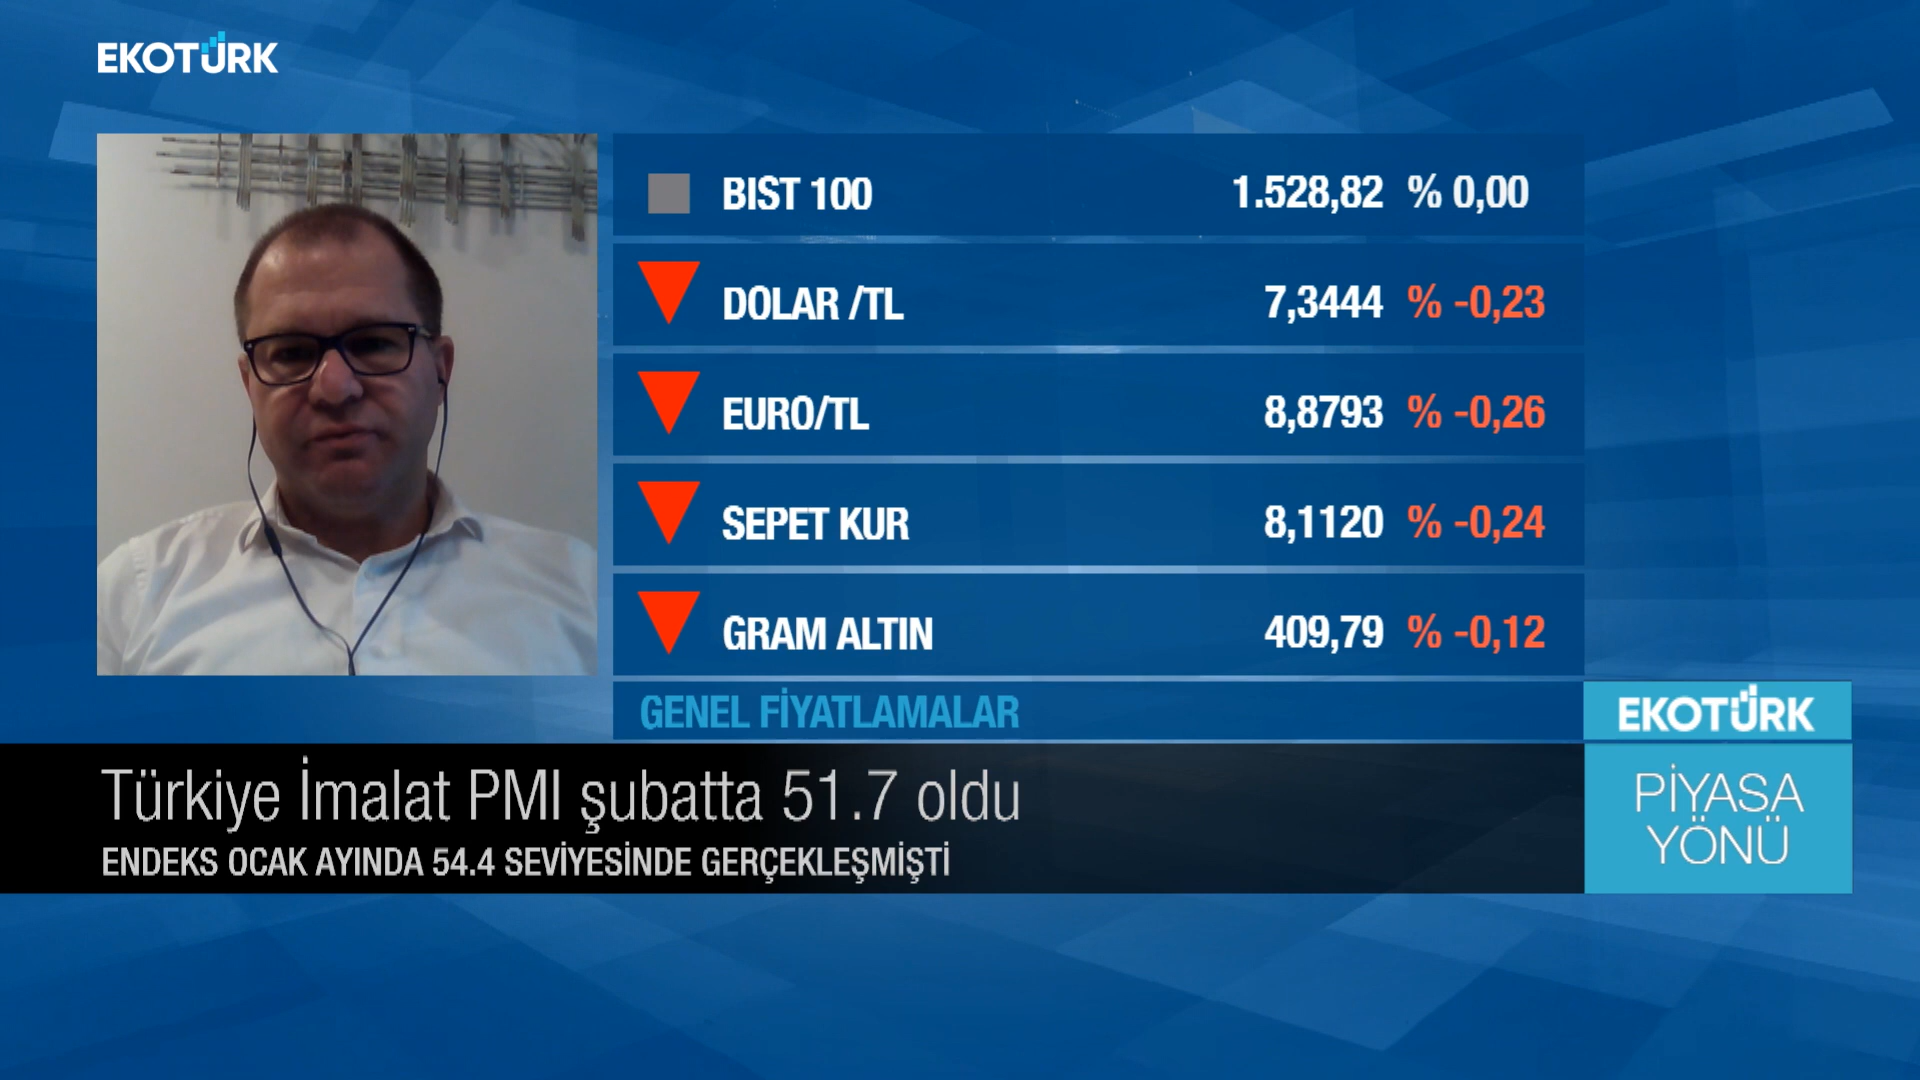 EKOTÜRK
BIST 100 1.528,82 % 0,00
DOLAR /TL 7,3444 % -0,23
EURO/TL 8,8793 % -0,26
SEPET KUR 8,1120 % -0,24
GRAM ALTIN 409,79 % -0,12
GENEL FİYATLAMALAR
EKOTÜRK
Türkiye İmalat PMI şubatta 51.7 oldu
ENDEKS OCAK AYINDA 54.4 SEVİYESİNDE GERÇEKLEŞMİŞTİ
PİYASA
YÖNÜ